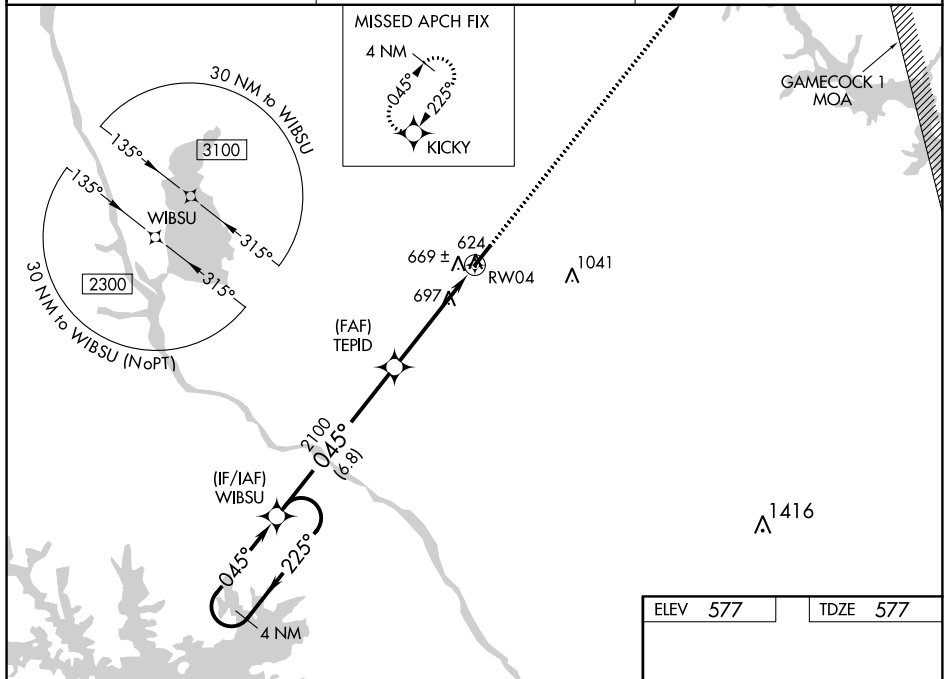 MISSED APCH FIX
4 NM
045°
225°
KICKY
GAMECOCK 1
MOA
30 NM to WIBSU
3100
135°
315°
135°
WIBSU
315°
2300
30 NM to WIBSU (NoPT)
669 ±
624
RW04
1041
697
(FAF)
TEPID
2100
045°
(6.8)
(IF/IAF)
WIBSU
045°
225°
4 NM
1416
ELEV 577
TDZE 577